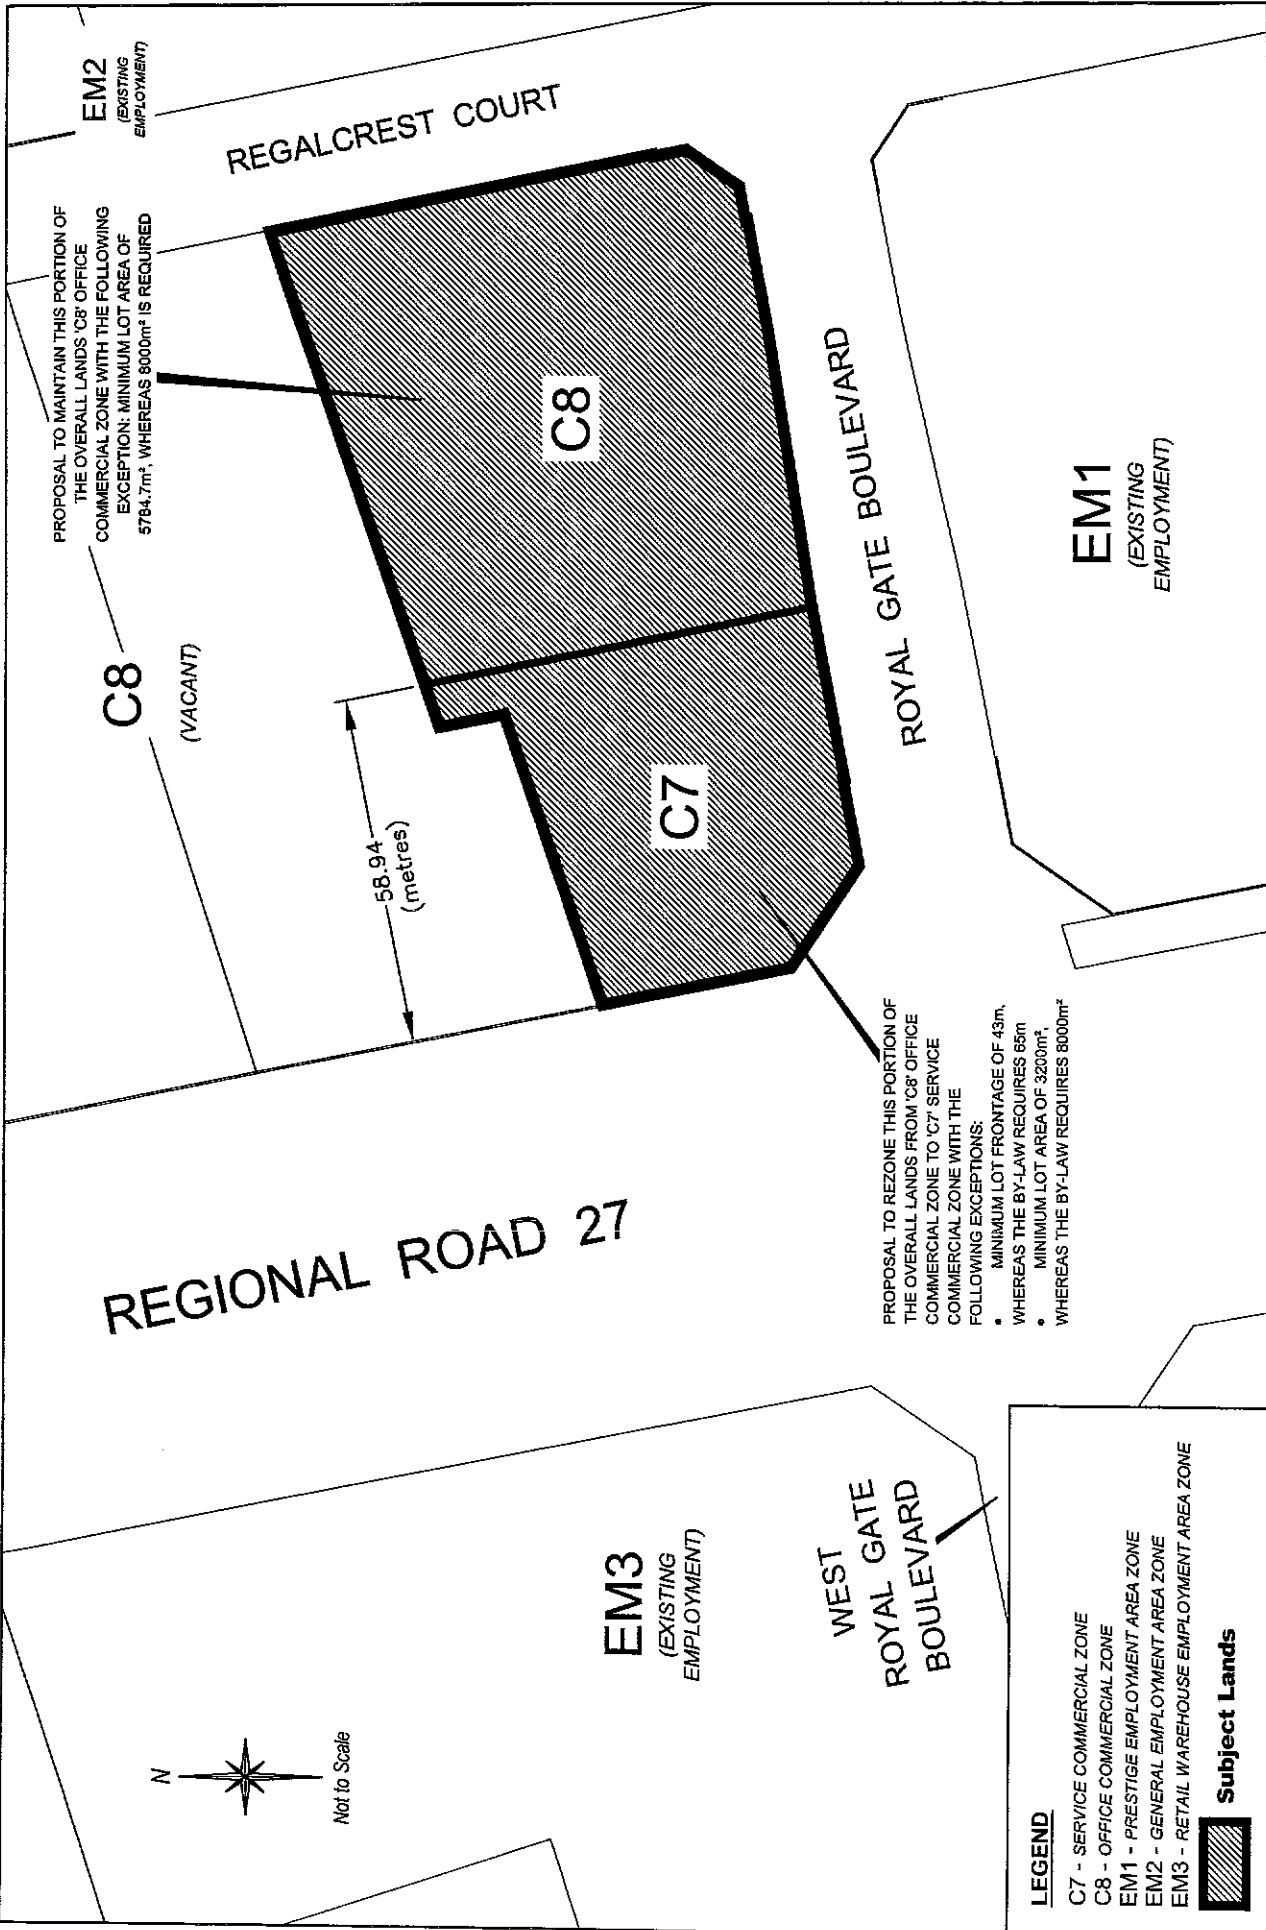 EM2
(EXISTING
EMPLOYMENT)
REGALCREST COURT
PROPOSAL TO MAINTAIN THIS PORTION OF
THE OVERALL LANDS 'C8' OFFICE
COMMERCIAL ZONE WITH THE FOLLOWING
EXCEPTION: MINIMUM LOT AREA OF
5784.7m², WHEREAS 8000m² IS REQUIRED
C8
(VACANT)
58.94
(metres)
C8
C7
ROYAL GATE BOULEVARD
EM1
(EXISTING
EMPLOYMENT)
REGIONAL ROAD 27
PROPOSAL TO REZONE THIS PORTION OF
THE OVERALL LANDS FROM 'C8' OFFICE
COMMERCIAL ZONE TO 'C7' SERVICE
COMMERCIAL ZONE WITH THE
FOLLOWING EXCEPTIONS:
• MINIMUM LOT FRONTAGE OF 43m,
WHEREAS THE BY-LAW REQUIRES 65m
• MINIMUM LOT AREA OF 3200m²,
WHEREAS THE BY-LAW REQUIRES 8000m²
EM3
(EXISTING
EMPLOYMENT)
WEST
ROYAL GATE
BOULEVARD
N
Not to Scale
LEGEND
C7 - SERVICE COMMERCIAL ZONE
C8 - OFFICE COMMERCIAL ZONE
EM1 - PRESTIGE EMPLOYMENT AREA ZONE
EM2 - GENERAL EMPLOYMENT AREA ZONE
EM3 - RETAIL WAREHOUSE EMPLOYMENT AREA ZONE
Subject Lands